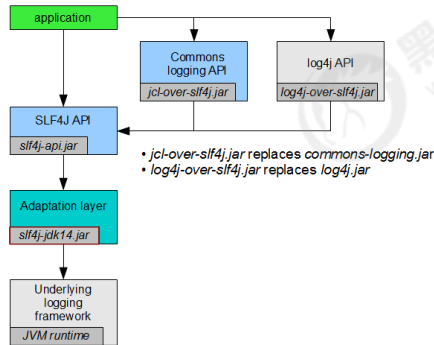 application
Commons
logging API
jcl-over-slf4j.jar
log4j API
log4j-over-slf4j.jar
SLF4J API
slf4j-api.jar
• jcl-over-slf4j.jar replaces commons-logging.jar
• log4j-over-slf4j.jar replaces log4j.jar
Adaptation layer
slf4j-jdk14.jar
Underlying
logging
framework
JVM runtime
黑